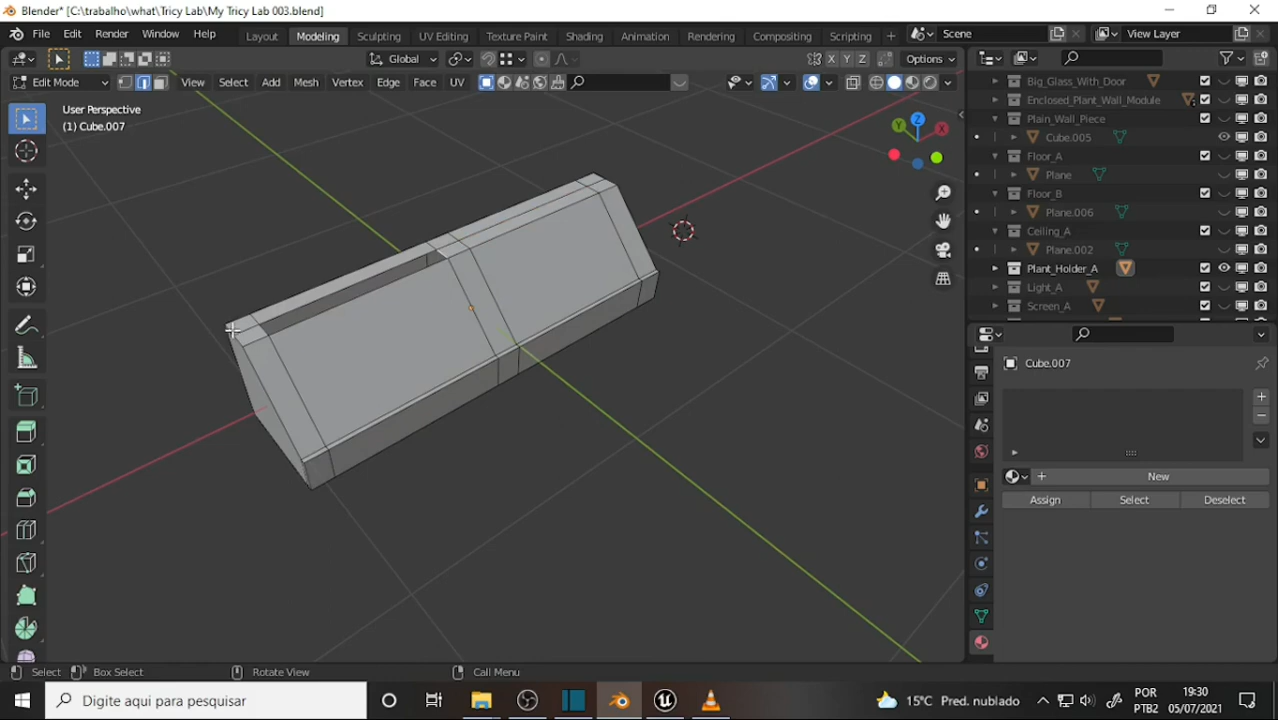 Blender* [C:\trabalho\what\Tricy Lab\My Tricy Lab 003.blend]
File Edit Render Window Help Layout Modeling Sculpting UV Editing Texture Paint Shading Animation Rendering Compositing Scripting + Scene View Layer
Global X Y Z Options
Edit Mode View Select Add Mesh Vertex Edge Face UV
User Perspective
(1) Cube.007
Z
Y
X
Big_Glass_With_Door
Enclosed_Plant_Wall_Module
Plain_Wall_Piece
Cube.005
Floor_A
Plane
Floor_B
Plane.006
Ceiling_A
Plane.002
Plant_Holder_A
Light_A
Screen_A
Cube.007
+ New
Assign Select Deselect
Select Box Select Rotate View Call Menu
Digite aqui para pesquisar
15°C Pred. nublado
POR
PTB2
19:30
05/07/2021